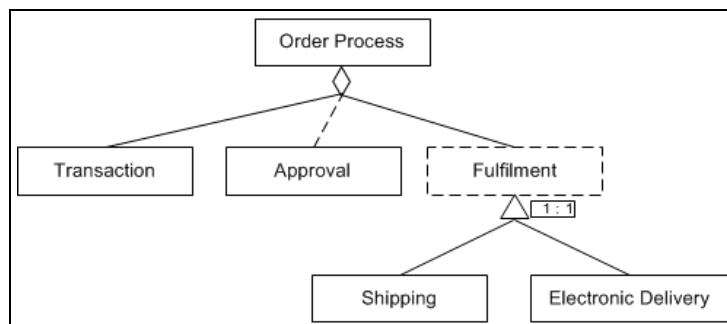 Order Process
Transaction
Approval
Fulfilment
1 : 1
Shipping
Electronic Delivery